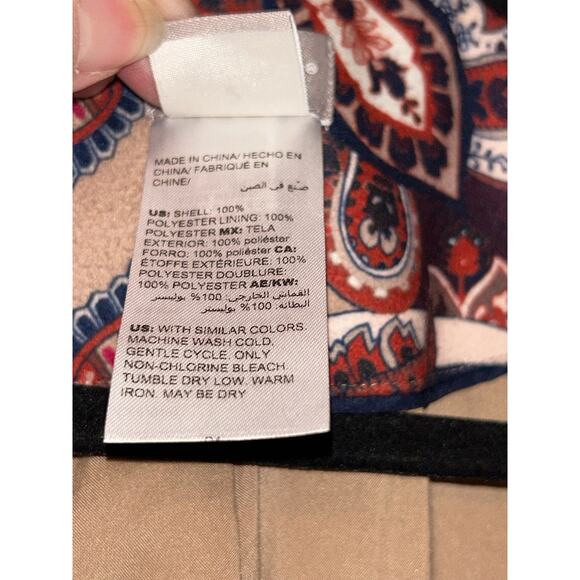 MADE IN CHINA/ HECHO EN
CHINA/ FABRIQUÉ EN
CHINE/ صنع في الصين
US: SHELL: 100%
POLYESTER LINING: 100%
POLYESTER MX: TELA
EXTERIOR: 100% poliéster
FORRO: 100% poliéster CA:
ÉTOFFE EXTÉRIEURE: 100%
POLYESTER DOUBLURE:
100% POLYESTER AE/KW:
القماش الخارجي: 100% بوليستر
البطانة: 100% بوليستر
US: WITH SIMILAR COLORS.
MACHINE WASH COLD,
GENTLE CYCLE. ONLY
NON-CHLORINE BLEACH.
TUMBLE DRY LOW. WARM
IRON. MAY BE DRY